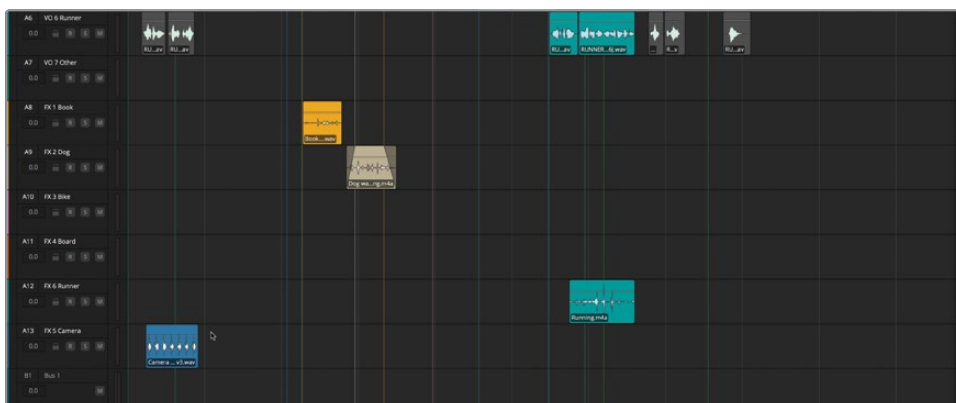 A6 VO 6 Runner
0.0 R S M
RU...av RU...av RU...av RUNNER...6J.wav ... R...v RU...av
A7 VO 7 Other
0.0 R S M
A8 FX 1 Book
0.0 R S M
Book....wav
A9 FX 2 Dog
0.0 R S M
Dog wa...ng.m4a
A10 FX 3 Bike
0.0 R S M
A11 FX 4 Board
0.0 R S M
A12 FX 6 Runner
0.0 R S M
Running.m4a
A13 FX 5 Camera
0.0 R S M
Camera ... v3.wav
B1 Bus 1
0.0 M